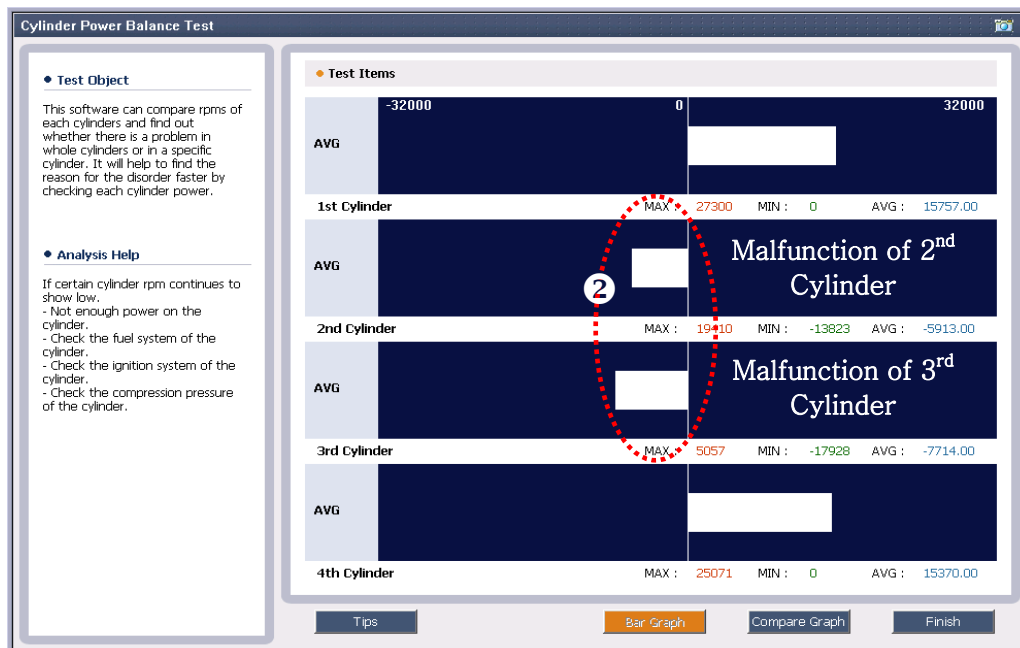 Cylinder Power Balance Test
Test Object
This software can compare rpms of
each cylinders and find out
whether there is a problem in
whole cylinders or in a specific
cylinder. It will help to find the
reason for the disorder faster by
checking each cylinder power.
Analysis Help
If certain cylinder rpm continues to
show low.
- Not enough power on the
cylinder.
- Check the fuel system of the
cylinder.
- Check the ignition system of the
cylinder.
- Check the compression pressure
of the cylinder.
Test Items
-32000 0 32000
AVG
1st Cylinder MAX : 27300 MIN : 0 AVG : 15757.00
AVG
❷
Malfunction of 2nd
Cylinder
2nd Cylinder MAX : 19410 MIN : -13823 AVG : -5913.00
AVG
Malfunction of 3rd
Cylinder
3rd Cylinder MAX : 5057 MIN : -17928 AVG : -7714.00
AVG
4th Cylinder MAX : 25071 MIN : 0 AVG : 15370.00
Tips Bar Graph Compare Graph Finish